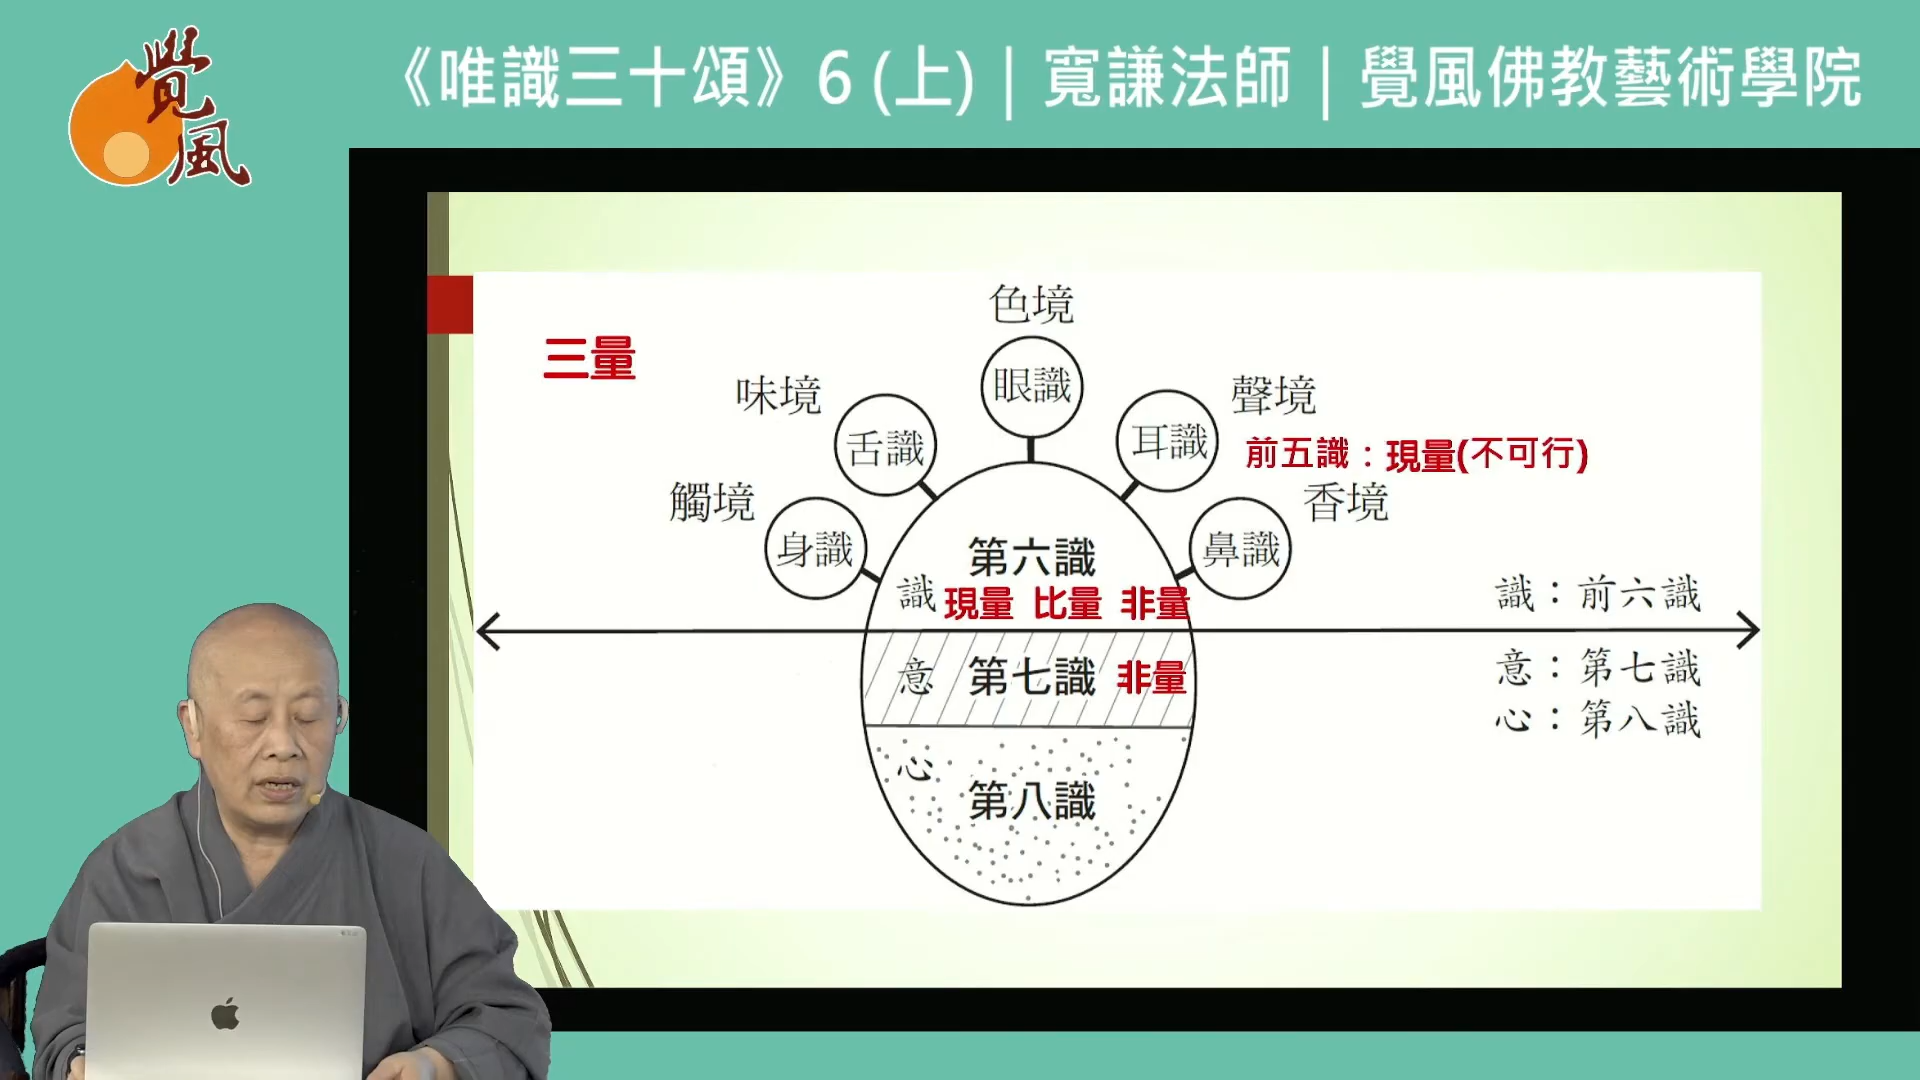 覺風
《唯識三十頌》6 (上)｜寬謙法師｜覺風佛教藝術學院
三量
色境
眼識
味境
舌識
聲境
耳識
前五識：現量(不可行)
觸境
身識
香境
鼻識
第六識
識 現量 比量 非量
識：前六識
意 第七識 非量
意：第七識
心：第八識
心
第八識